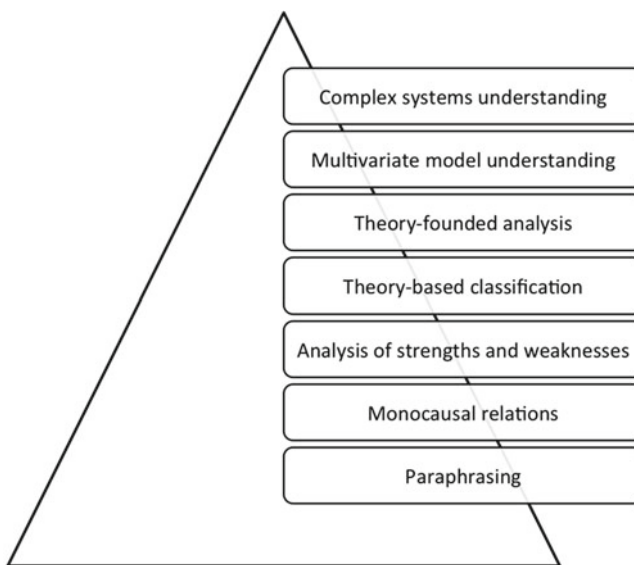 Complex systems understanding
Multivariate model understanding
Theory-founded analysis
Theory-based classification
Analysis of strengths and weaknesses
Monocausal relations
Paraphrasing